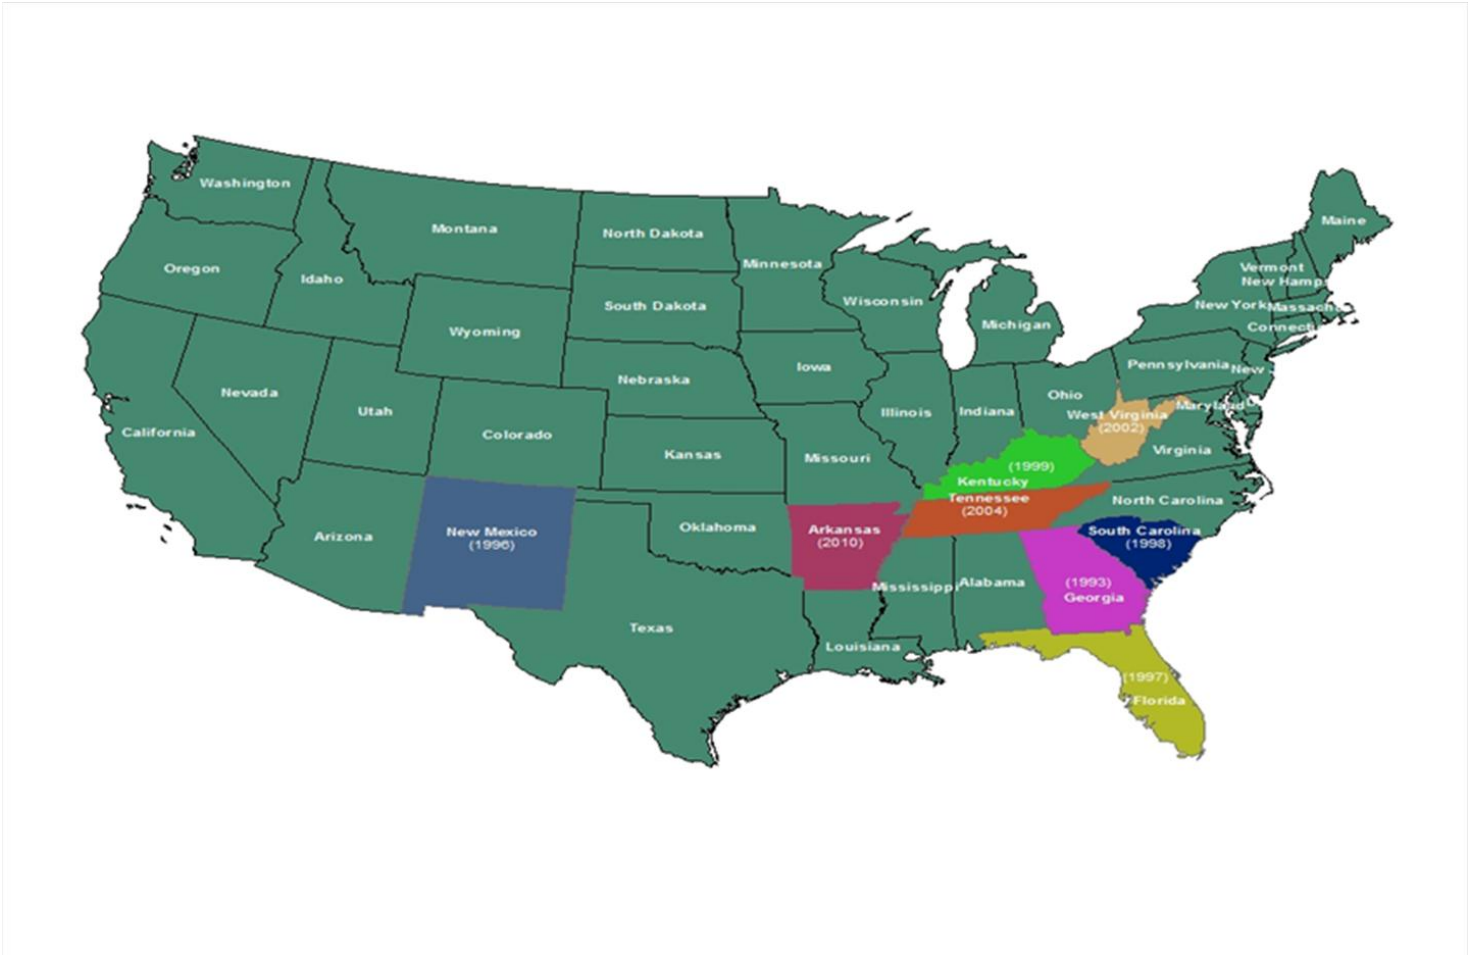 Washington
Montana
North Dakota
Minnesota
Maine
Oregon
Idaho
South Dakota
Wisconsin
Michigan
Vermont
New Hamp
New York
Massach
Connecti
Wyoming
Nebraska
Iowa
Pennsylvania
New
Nevada
Utah
Colorado
Illinois
Indiana
Ohio
West Virginia
(2002)
Maryland
California
Kansas
Missouri
(1999)
Kentucky
Virginia
Tennessee
(2004)
North Carolina
Arizona
New Mexico
(1996)
Oklahoma
Arkansas
(2010)
South Carolina
(1998)
Mississippi
Alabama
(1993)
Georgia
Texas
Louisiana
(1997)
Florida